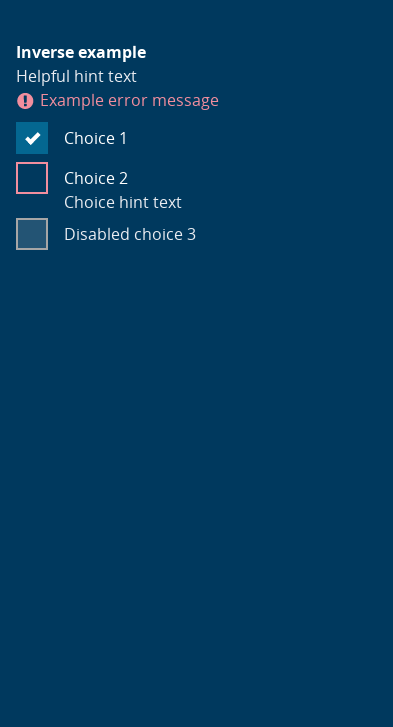 Inverse example
Helpful hint text
Example error message
Choice 1
Choice 2
Choice hint text
Disabled choice 3